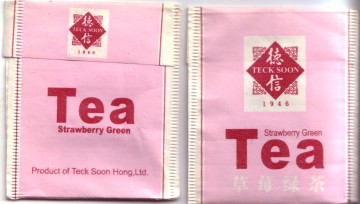 德
TECK SOON
信
1946
Tea
Strawberry Green
Product of Teck Soon Hong,Ltd.
德
TECK SOON
信
1946
Strawberry Green
Tea
草莓綠茶